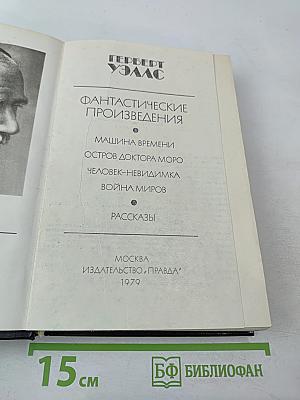 ГЕРБЕРТ
УЭЛЛС
ФАНТАСТИЧЕСКИЕ
ПРОИЗВЕДЕНИЯ
МАШИНА ВРЕМЕНИ
ОСТРОВ ДОКТОРА МОРО
ЧЕЛОВЕК-НЕВИДИМКА
ВОЙНА МИРОВ
РАССКАЗЫ
МОСКВА
ИЗДАТЕЛЬСТВО „ПРАВДА"
1979
15 см
БФ БИБЛИОФАН